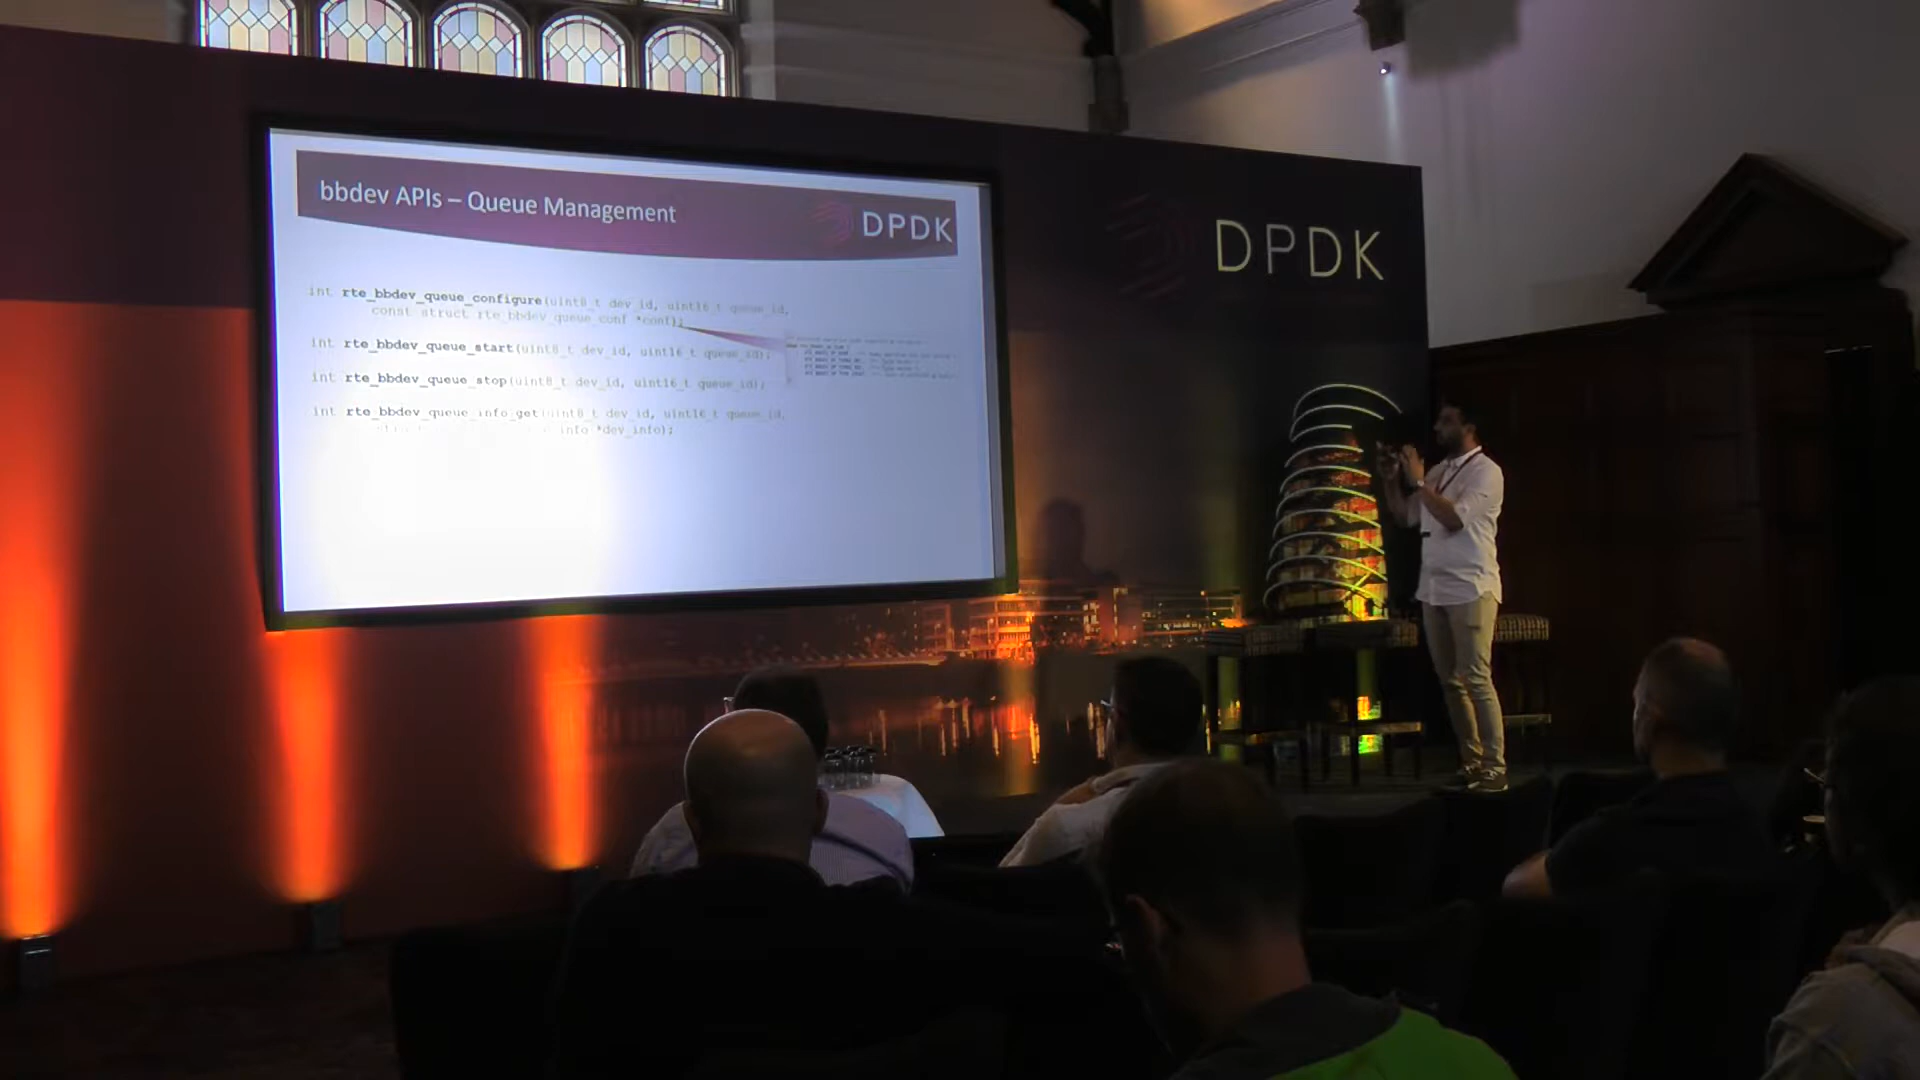 bbdev APIs – Queue Management
DPDK
DPDK
int rte_bbdev_queue_configure(uint8_t dev_id, uint16_t queue_id,
const struct rte_bbdev_queue_conf *conf);
int rte_bbdev_queue_start(uint8_t dev_id, uint16_t queue_id);
int rte_bbdev_queue_stop(uint8_t dev_id, uint16_t queue_id);
int rte_bbdev_queue_info_get(uint8_t dev_id, uint16_t queue_id,
info *dev_info);